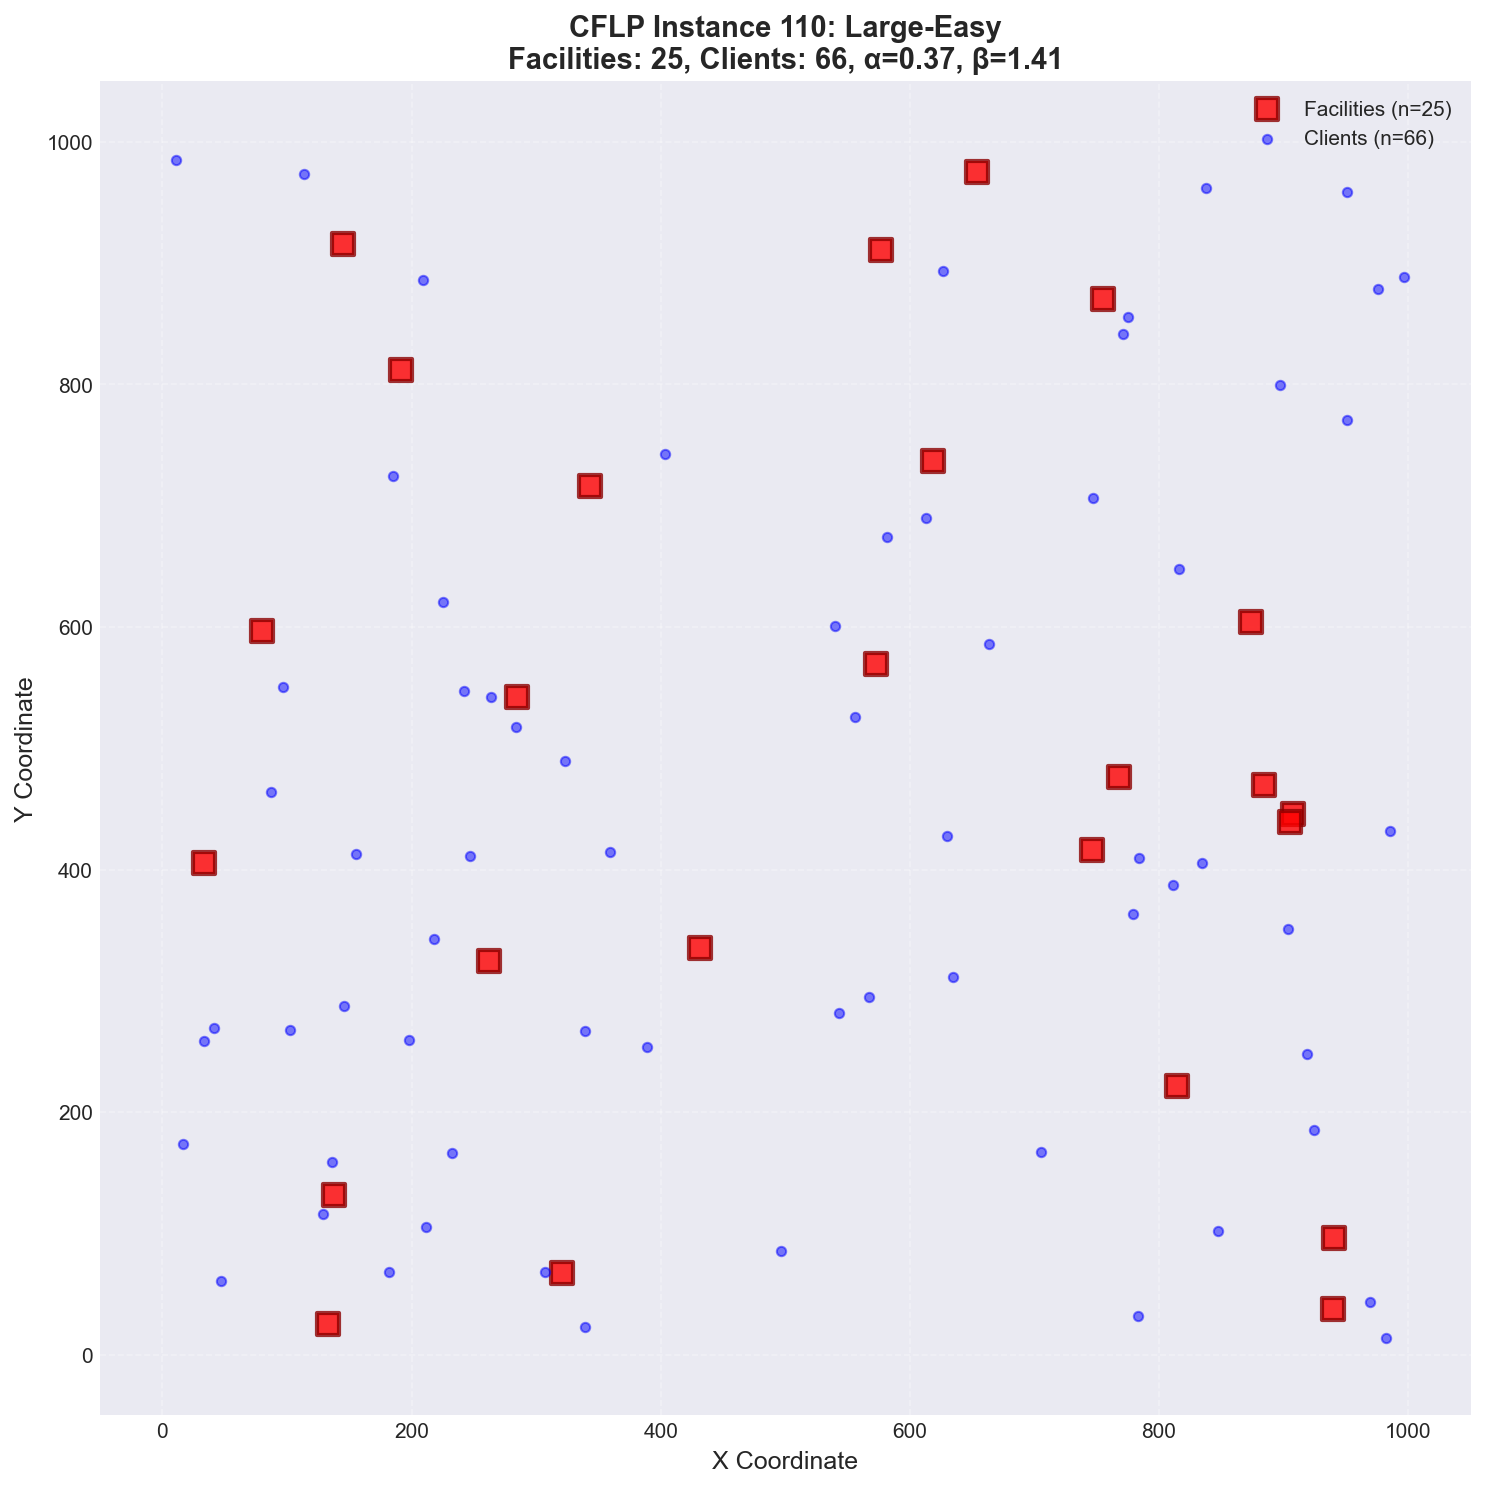 CFLP Instance 110: Large-Easy
Facilities: 25, Clients: 66, α=0.37, β=1.41
Facilities (n=25)
Clients (n=66)
1000
800
600
400
200
0
Y Coordinate
0 200 400 600 800 1000
X Coordinate